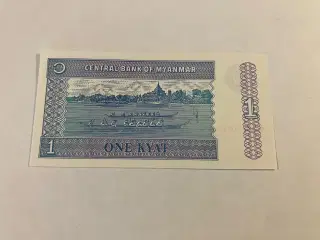 CENTRAL BANK OF MYANMAR
1
1
ONE KYAT